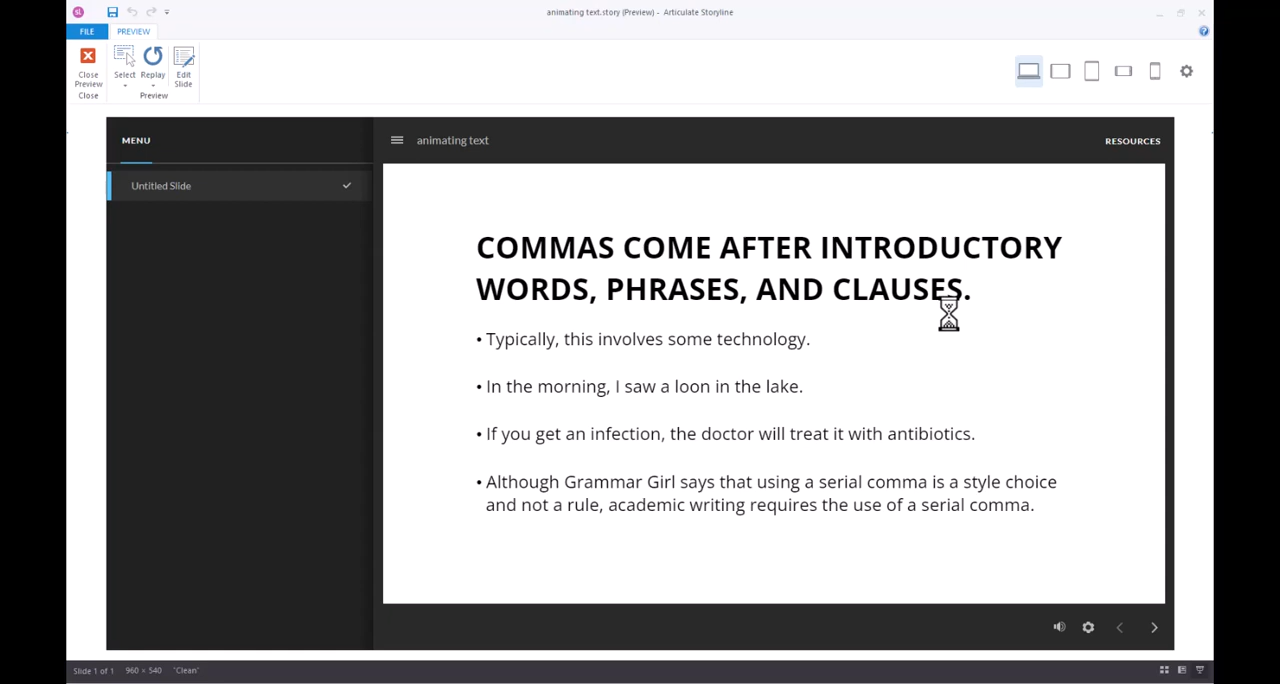 SL
animating text.story (Preview) - Articulate Storyline
FILE
PREVIEW
Close
Preview
Select
Replay
Edit
Slide
Close
Preview
MENU
animating text
RESOURCES
Untitled Slide
COMMAS COME AFTER INTRODUCTORY
WORDS, PHRASES, AND CLAUSES.
• Typically, this involves some technology.
• In the morning, I saw a loon in the lake.
• If you get an infection, the doctor will treat it with antibiotics.
• Although Grammar Girl says that using a serial comma is a style choice
and not a rule, academic writing requires the use of a serial comma.
Slide 1 of 1 960 × 540 "Clean"